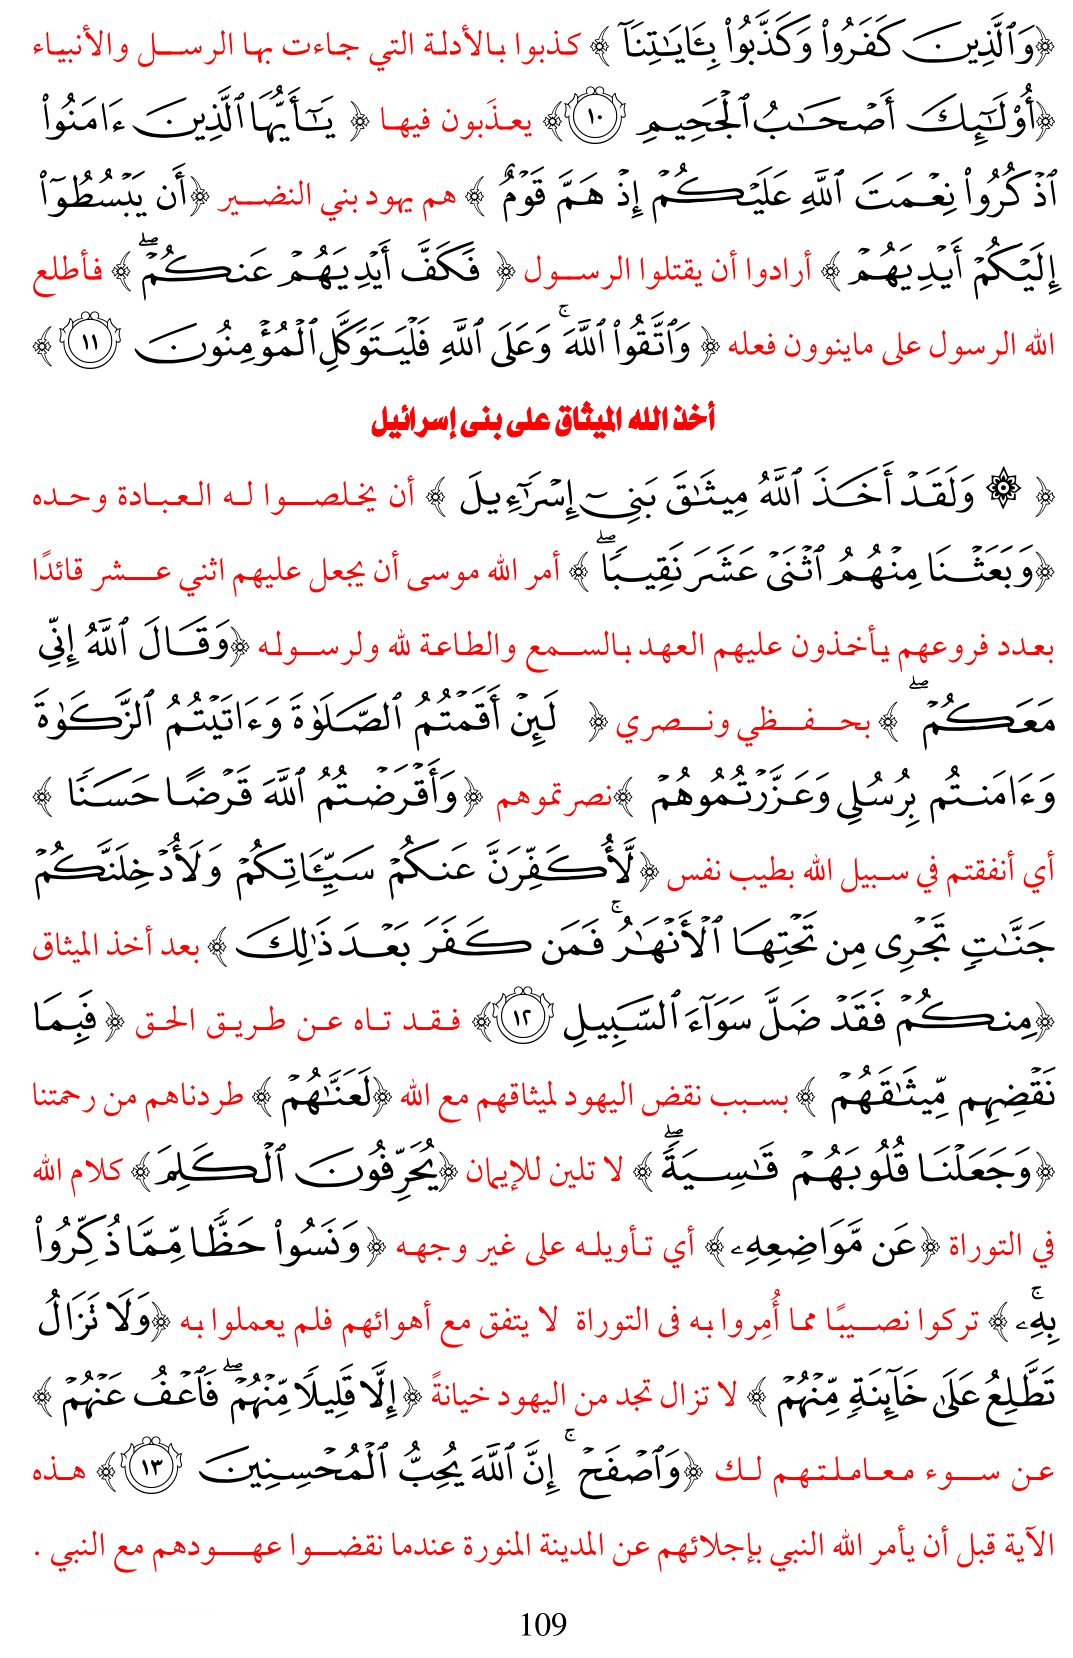 ﴿وَٱلَّذِينَ كَفَرُوا۟ وَكَذَّبُوا۟ بِـَٔايَـٰتِنَآ ﴾ كذبوا بالأدلة التي جاءت بها الرسل والأنبياء
﴿أُو۟لَـٰٓئِكَ أَصْحَـٰبُ ٱلْجَحِيمِ ١٠﴾ يعذَبون فيها ﴿ يَـٰٓأَيُّهَا ٱلَّذِينَ ءَامَنُوا۟
ٱذْكُرُوا۟ نِعْمَتَ ٱللَّهِ عَلَيْكُمْ إِذْ هَمَّ قَوْمٌ ﴾ هم يهود بني النضير ﴿أَن يَبْسُطُوٓا۟
إِلَيْكُمْ أَيْدِيَهُمْ ﴾ أرادوا أن يقتلوا الرسول ﴿ فَكَفَّ أَيْدِيَهُمْ عَنكُمْ ۖ ﴾ فأطلع
الله الرسول على ماينوون فعله ﴿ وَٱتَّقُوا۟ ٱللَّهَ ۚ وَعَلَى ٱللَّهِ فَلْيَتَوَكَّلِ ٱلْمُؤْمِنُونَ ١١ ﴾
أخذ الله الميثاق على بنى إسرائيل
﴿ ۞ وَلَقَدْ أَخَذَ ٱللَّهُ مِيثَـٰقَ بَنِىٓ إِسْرَٰٓءِيلَ ﴾ أن يخلصوا له العبادة وحده
﴿وَبَعَثْنَا مِنْهُمُ ٱثْنَىْ عَشَرَ نَقِيبًا ۖ ﴾ أمر الله موسى أن يجعل عليهم اثني عشر قائدًا
بعدد فروعهم يأخذون عليهم العهد بالسمع والطاعة لله ولرسوله ﴿وَقَالَ ٱللَّهُ إِنِّى
مَعَكُمْ ۖ ﴾ بحفظي ونصري ﴿ لَئِنْ أَقَمْتُمُ ٱلصَّلَوٰةَ وَءَاتَيْتُمُ ٱلزَّكَوٰةَ
وَءَامَنتُم بِرُسُلِى وَعَزَّرْتُمُوهُمْ ﴾نصرتموهم ﴿وَأَقْرَضْتُمُ ٱللَّهَ قَرْضًا حَسَنًا ﴾
أي أنفقتم في سبيل الله بطيب نفس ﴿لَّأُكَفِّرَنَّ عَنكُمْ سَيِّـَٔاتِكُمْ وَلَأُدْخِلَنَّكُمْ
جَنَّـٰتٍ تَجْرِى مِن تَحْتِهَا ٱلْأَنْهَـٰرُ ۚ فَمَن كَفَرَ بَعْدَ ذَٰلِكَ ﴾ بعد أخذ الميثاق
﴿مِنكُمْ فَقَدْ ضَلَّ سَوَآءَ ٱلسَّبِيلِ ١٢﴾ فقد تاه عن طريق الحق ﴿ فَبِمَا
نَقْضِهِم مِّيثَـٰقَهُمْ ﴾ بسبب نقض اليهود لميثاقهم مع الله ﴿لَعَنَّـٰهُمْ ﴾ طردناهم من رحمتنا
﴿وَجَعَلْنَا قُلُوبَهُمْ قَـٰسِيَةً ۖ ﴾ لا تلين للإيمان ﴿يُحَرِّفُونَ ٱلْكَلِمَ﴾ كلام الله
في التوراة ﴿عَن مَّوَاضِعِهِۦ﴾ أي تأويله على غير وجهه ﴿وَنَسُوا۟ حَظًّا مِّمَّا ذُكِّرُوا۟
بِهِۦ ۚ ﴾ تركوا نصيبًا مما أُمِروا به فى التوراة لا يتفق مع أهوائهم فلم يعملوا به ﴿وَلَا تَزَالُ
تَطَّلِعُ عَلَىٰ خَآئِنَةٍ مِّنْهُمْ ﴾ لا تزال تجد من اليهود خيانةً ﴿إِلَّا قَلِيلًا مِّنْهُمْ ۖ فَٱعْفُ عَنْهُمْ ﴾
عن سوء معاملتهم لك ﴿وَٱصْفَحْ ۚ إِنَّ ٱللَّهَ يُحِبُّ ٱلْمُحْسِنِينَ ١٣﴾ هذه
الآية قبل أن يأمر الله النبي بإجلائهم عن المدينة المنورة عندما نقضوا عهودهم مع النبي .
109